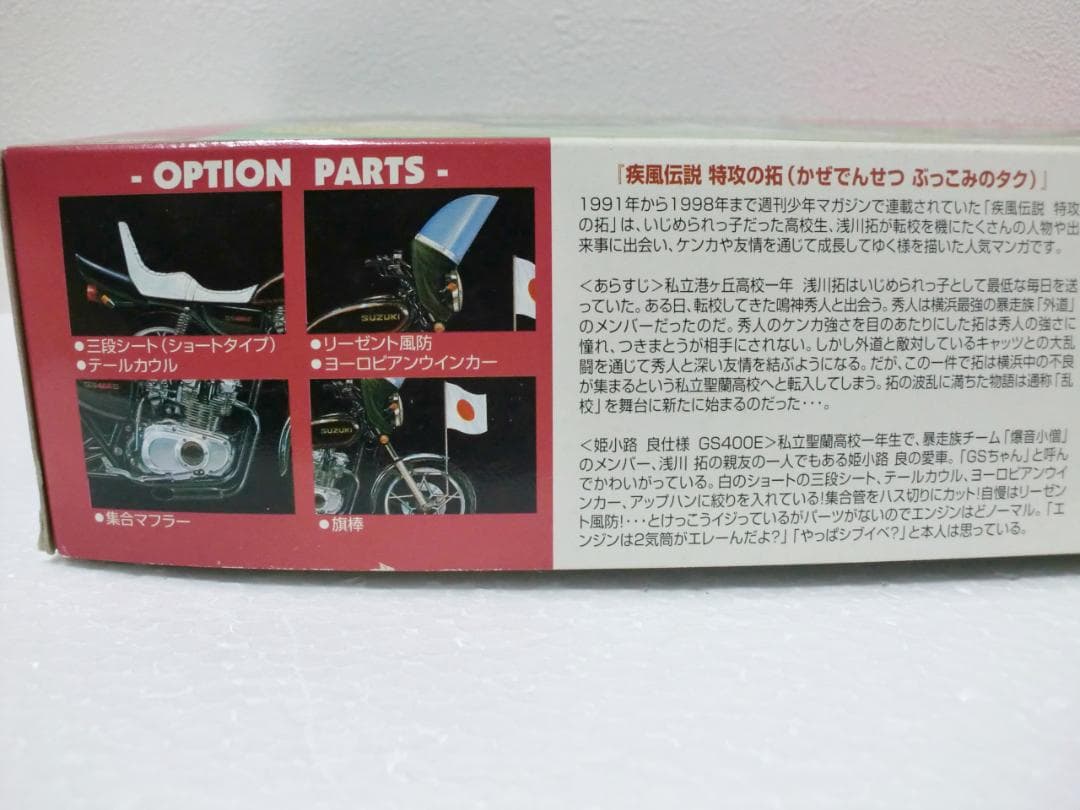 - OPTION PARTS -
GS400E
SUZUKI
●三段シート(ショートタイプ)
●テールカウル
●リーゼント風防
●ヨーロピアンウインカー
SUZUKI
●集合マフラー
●旗棒
『疾風伝説 特攻の拓(かぜでんせつ ぶっこみのタク)』
1991年から1998年まで週刊少年マガジンで連載されていた「疾風伝説 特攻
の拓」は、いじめられっ子だった高校生、浅川拓が転校を機にたくさんの人物や出
来事に出会い、ケンカや友情を通じて成長してゆく様を描いた人気マンガです。
<あらすじ>私立港ヶ丘高校一年 浅川拓はいじめられっ子として最低な毎日を送
っていた。ある日、転校してきた鳴神秀人と出会う。秀人は横浜最強の暴走族「外道」
のメンバーだったのだ。秀人のケンカ強さを目のあたりにした拓は秀人の強さに
憧れ、つきまとうが相手にされない。しかし外道と敵対しているキャッツとの大乱
闘を通じて秀人と深い友情を結ぶようになる。だが、この一件で拓は横浜中の不良
が集まるという私立聖蘭高校へと転入してしまう。拓の波乱に満ちた物語は通称「乱
校」を舞台に新たに始まるのだった・・・。
<姫小路 良仕様 GS400E>私立聖蘭高校一年生で、暴走族チーム「爆音小僧」
のメンバー、浅川 拓の親友の一人でもある姫小路 良の愛車。「GSちゃん」と呼ん
でかわいがっている。白のショートの三段シート、テールカウル、ヨーロピアンウイ
ンカー、アップハンに絞りを入れている!集合管をハス切りにカット!自慢はリーゼン
ト風防!・・・とけっこうイジっているがパーツがないのでエンジンはどノーマル。「エ
ンジンは2気筒がエレーんだよ?」「やっぱシブイベ?」と本人は思っている。